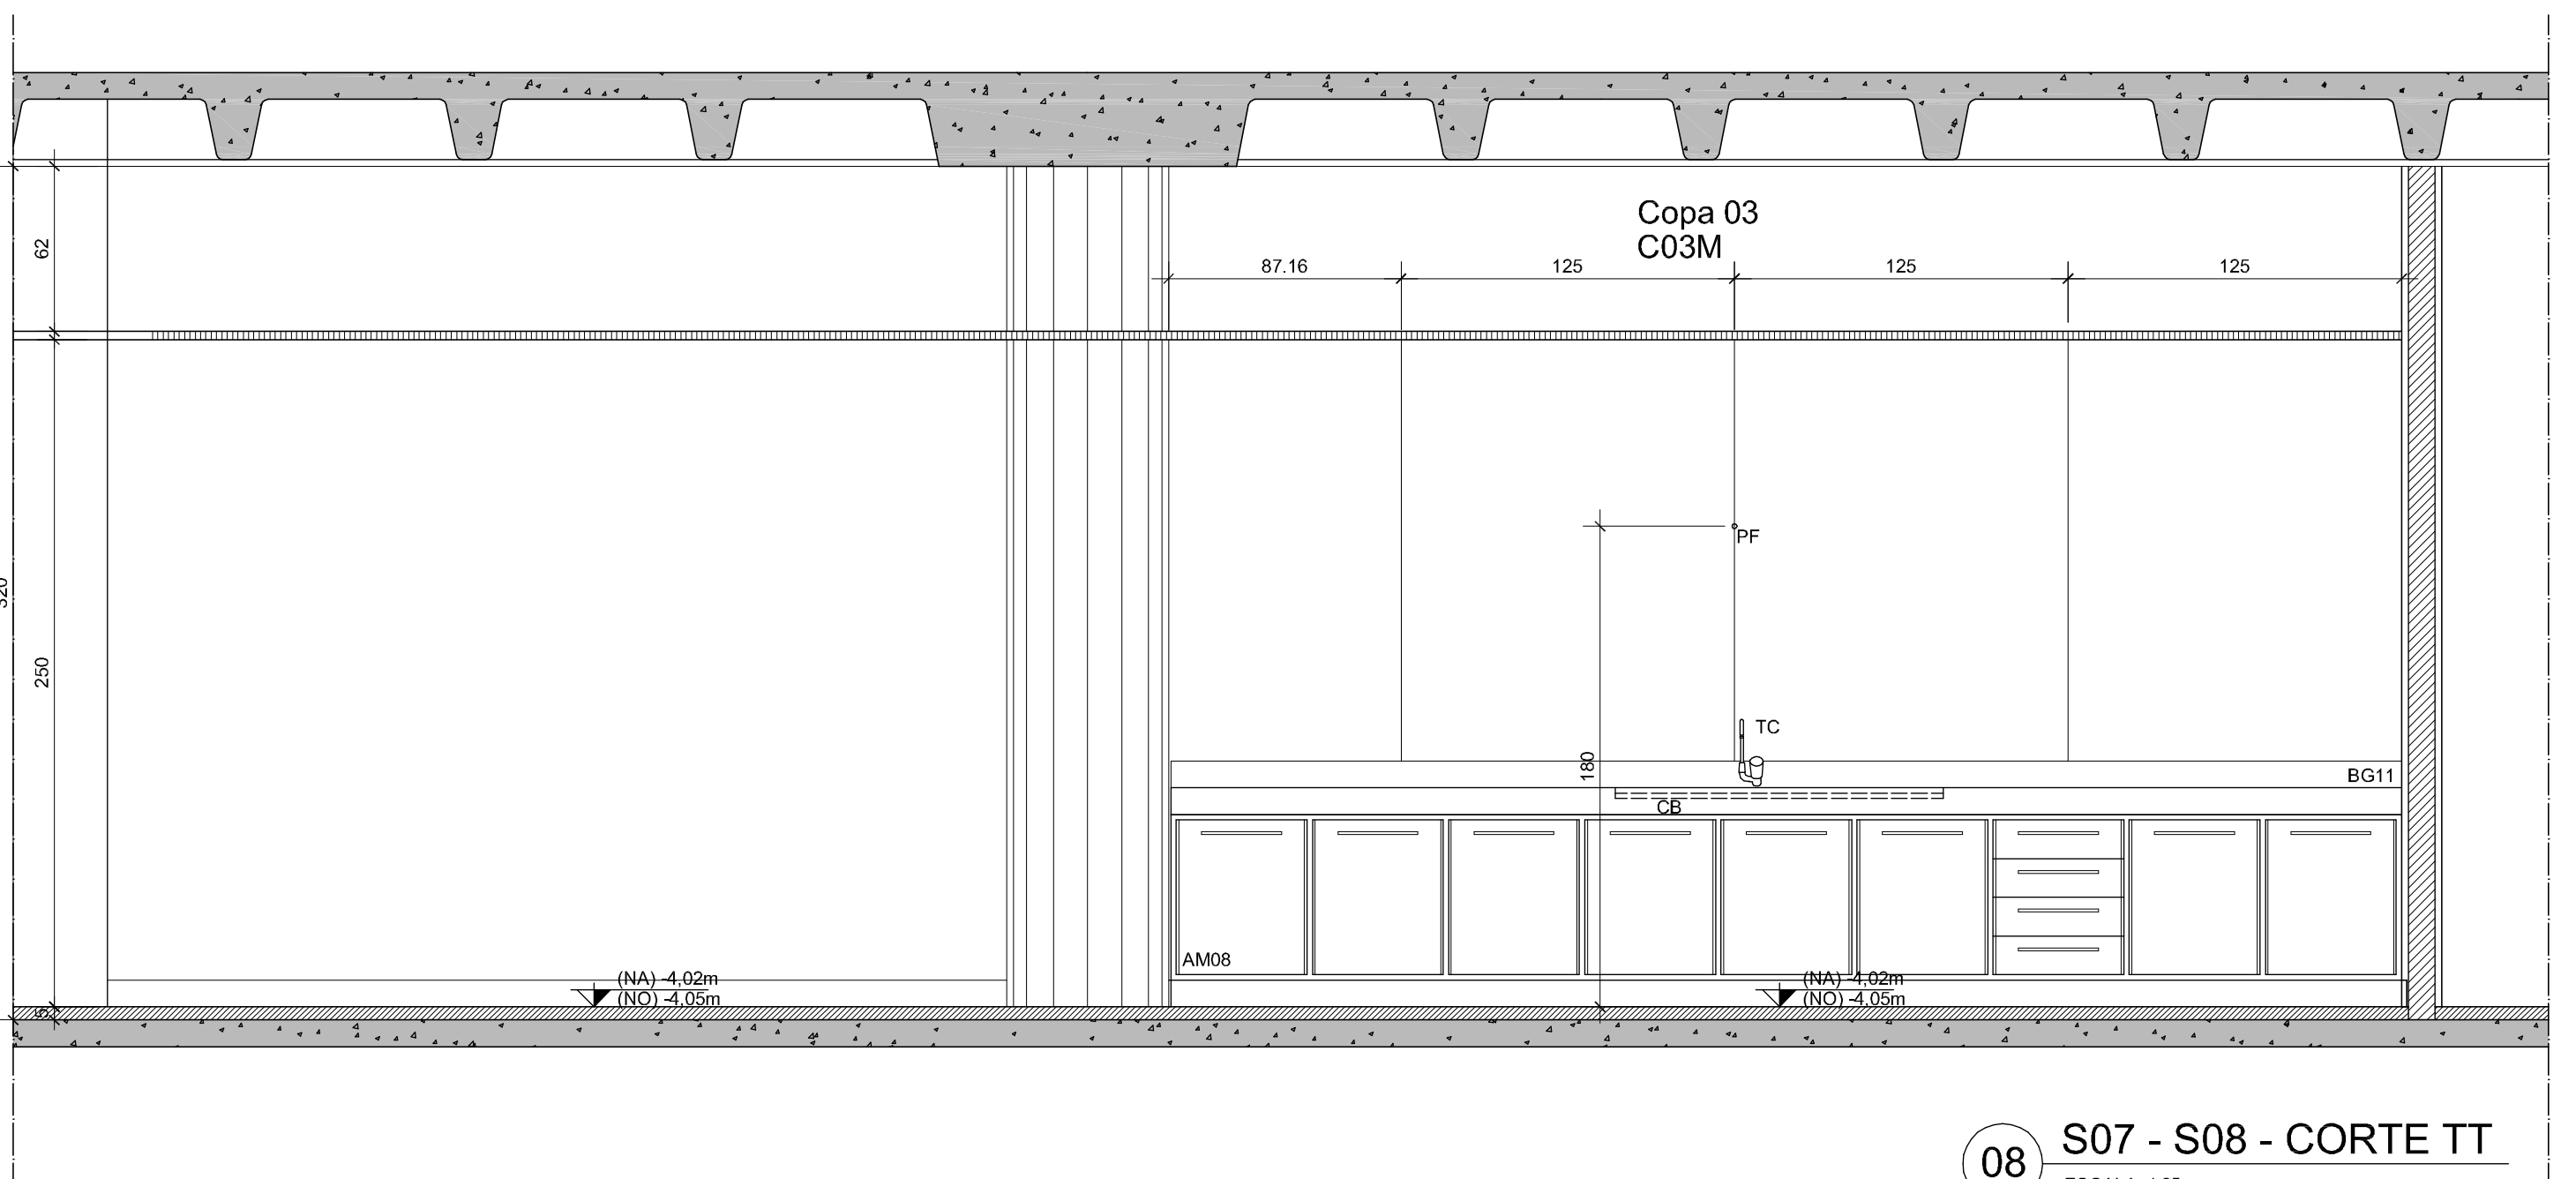 Copa 03
C03M
62
87.16
125
125
125
PF
320
250
180
TC
BG11
CB
AM08
(NA) -4,02m
(NO) -4,05m
(NA) -4,02m
(NO) -4,05m
5
08
S07 - S08 - CORTE TT